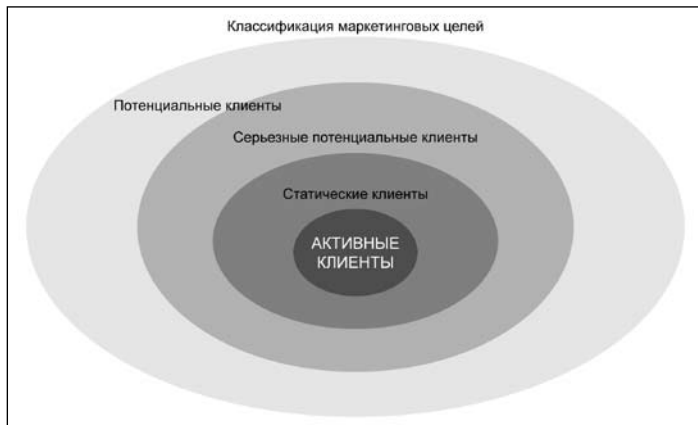 Классификация маркетинговых целей
Потенциальные клиенты
Серьезные потенциальные клиенты
Статические клиенты
АКТИВНЫЕ
КЛИЕНТЫ